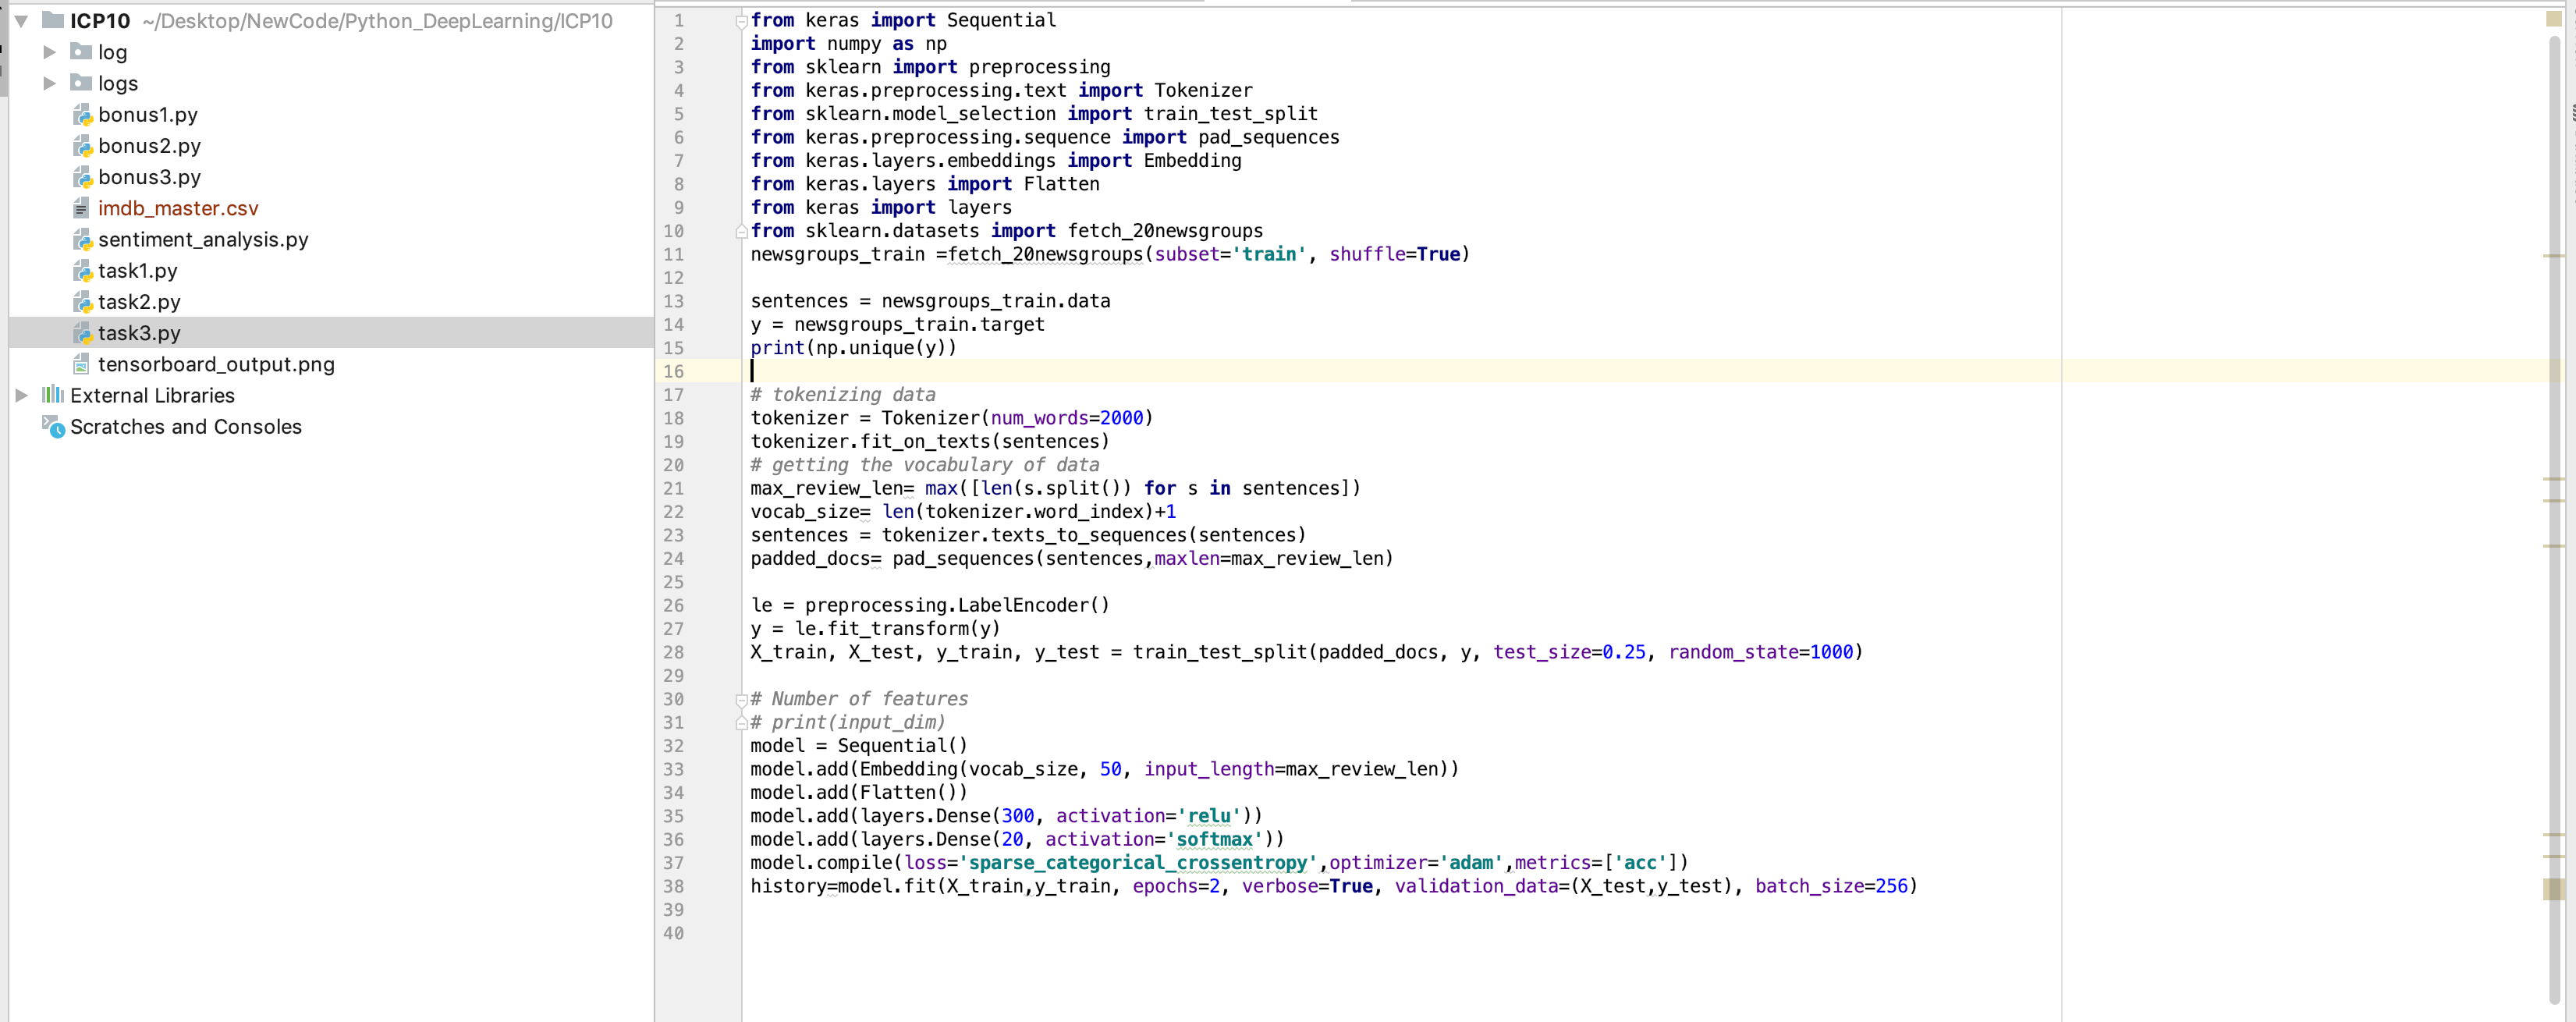 ICP10 ~/Desktop/NewCode/Python_DeepLearning/ICP10
log
logs
bonus1.py
bonus2.py
bonus3.py
imdb_master.csv
sentiment_analysis.py
task1.py
task2.py
task3.py
tensorboard_output.png
External Libraries
Scratches and Consoles
1 from keras import Sequential
2 import numpy as np
3 from sklearn import preprocessing
4 from keras.preprocessing.text import Tokenizer
5 from sklearn.model_selection import train_test_split
6 from keras.preprocessing.sequence import pad_sequences
7 from keras.layers.embeddings import Embedding
8 from keras.layers import Flatten
9 from keras import layers
10 from sklearn.datasets import fetch_20newsgroups
11 newsgroups_train =fetch_20newsgroups(subset='train', shuffle=True)
12
13 sentences = newsgroups_train.data
14 y = newsgroups_train.target
15 print(np.unique(y))
16
17 # tokenizing data
18 tokenizer = Tokenizer(num_words=2000)
19 tokenizer.fit_on_texts(sentences)
20 # getting the vocabulary of data
21 max_review_len= max([len(s.split()) for s in sentences])
22 vocab_size= len(tokenizer.word_index)+1
23 sentences = tokenizer.texts_to_sequences(sentences)
24 padded_docs= pad_sequences(sentences,maxlen=max_review_len)
25
26 le = preprocessing.LabelEncoder()
27 y = le.fit_transform(y)
28 X_train, X_test, y_train, y_test = train_test_split(padded_docs, y, test_size=0.25, random_state=1000)
29
30 # Number of features
31 # print(input_dim)
32 model = Sequential()
33 model.add(Embedding(vocab_size, 50, input_length=max_review_len))
34 model.add(Flatten())
35 model.add(layers.Dense(300, activation='relu'))
36 model.add(layers.Dense(20, activation='softmax'))
37 model.compile(loss='sparse_categorical_crossentropy',optimizer='adam',metrics=['acc'])
38 history=model.fit(X_train,y_train, epochs=2, verbose=True, validation_data=(X_test,y_test), batch_size=256)
39
40